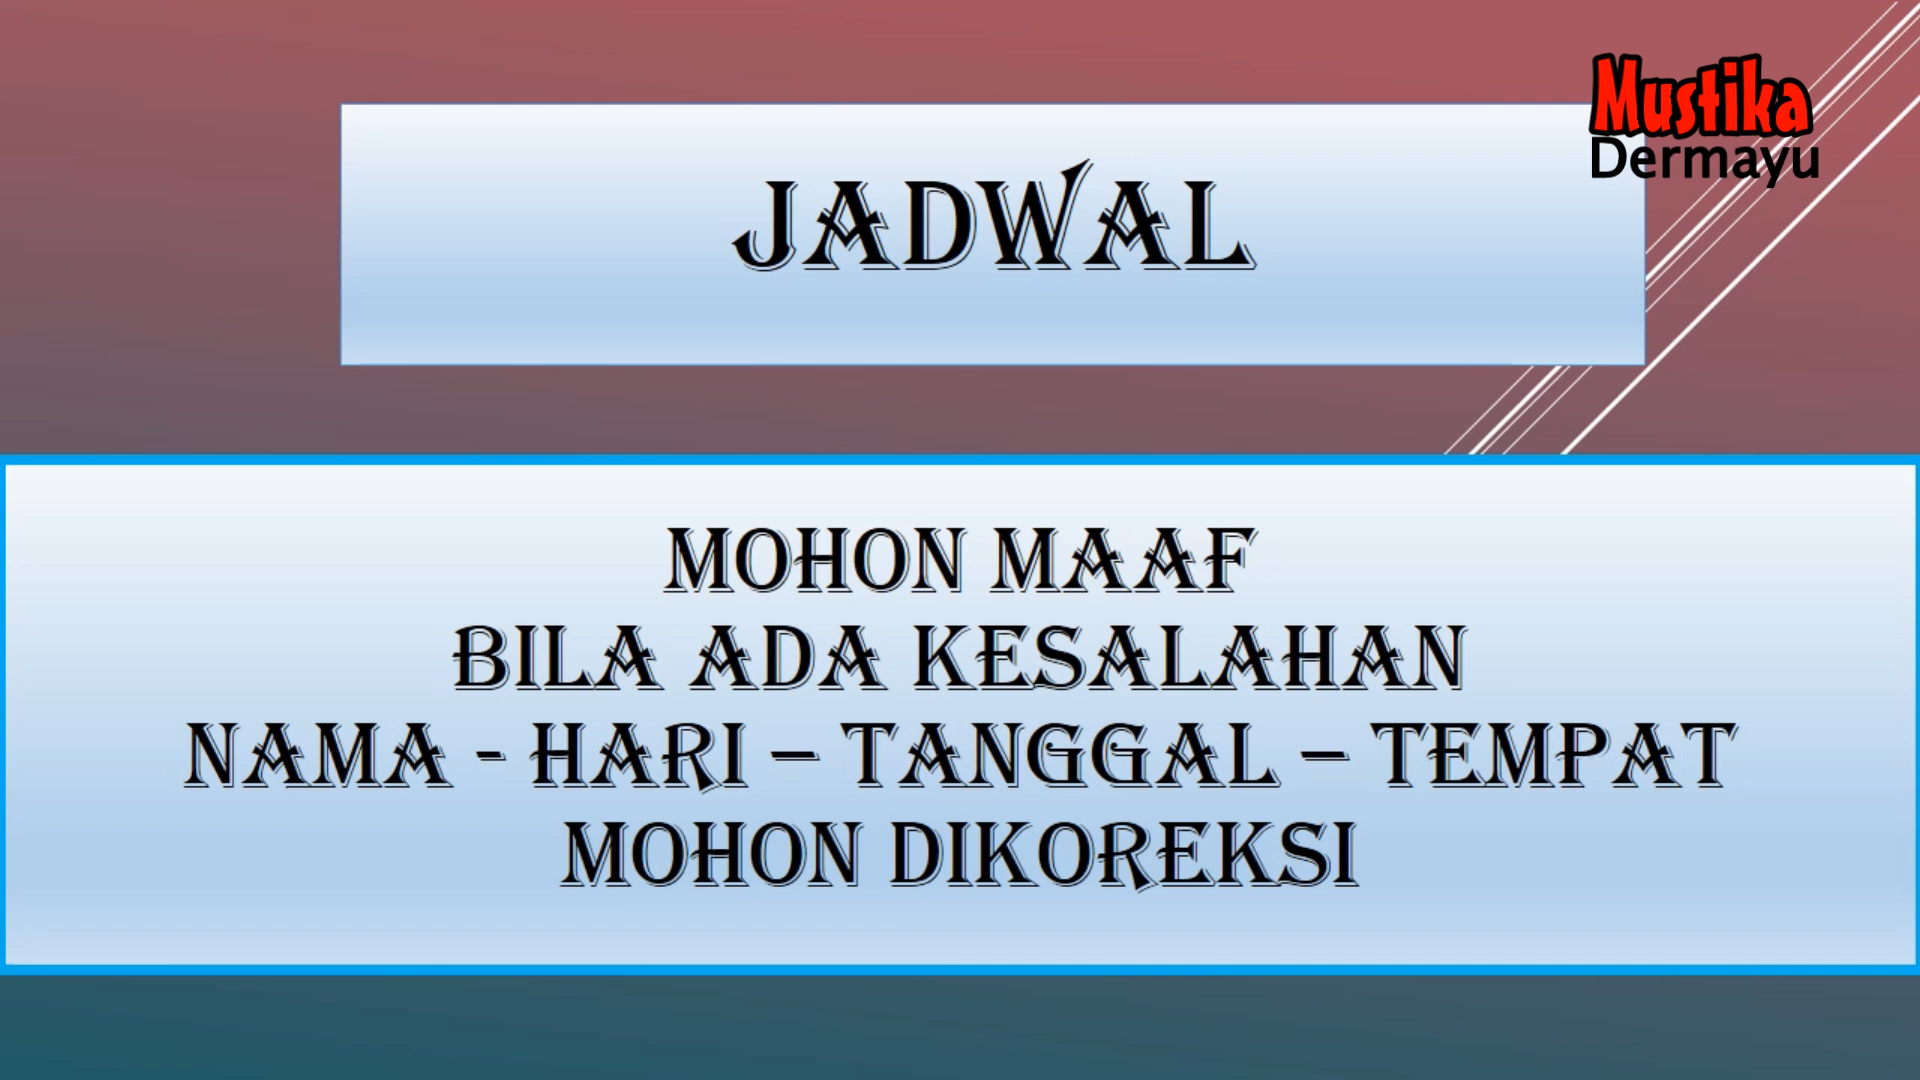 Mustika
Dermayu
JADWAL
MOHON MAAF
BILA ADA KESALAHAN
NAMA - HARI – TANGGAL – TEMPAT
MOHON DIKOREKSI